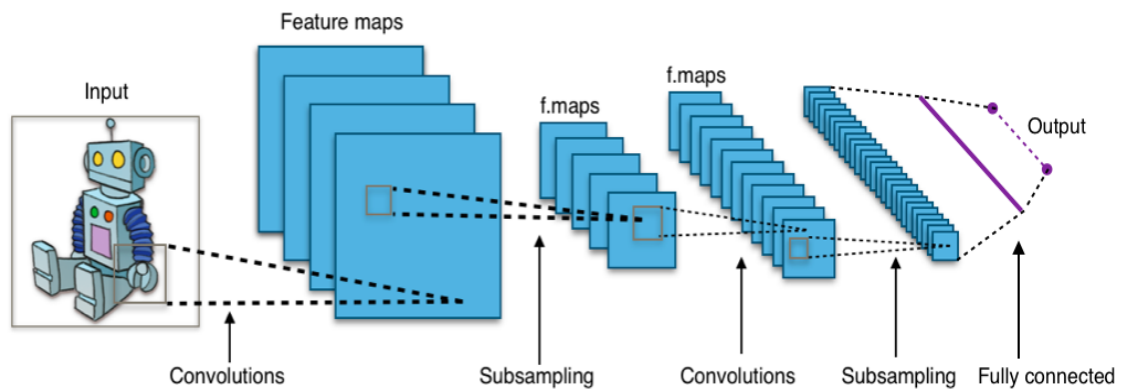 Feature maps
Input
f.maps
f.maps
Output
Convolutions
Subsampling
Convolutions
Subsampling
Fully connected